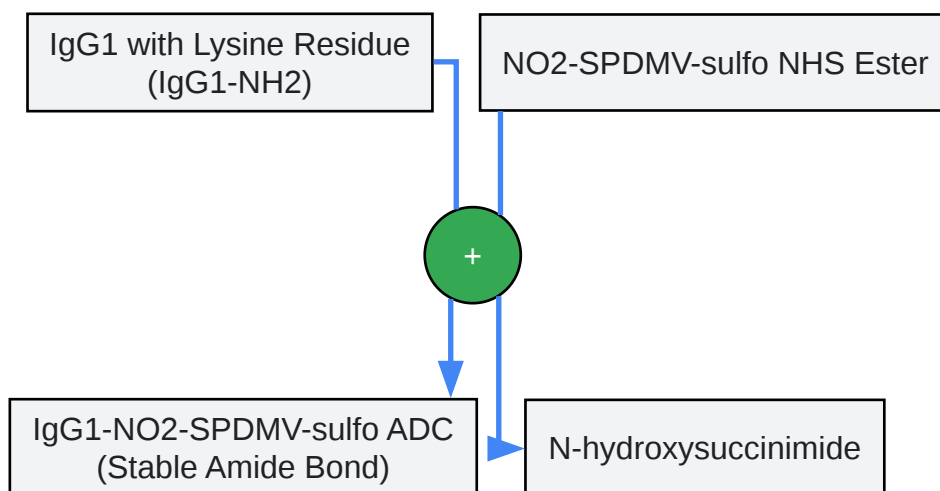 IgG1 with Lysine Residue
(IgG1-NH2)
NO2-SPDMV-sulfo NHS Ester
+
IgG1-NO2-SPDMV-sulfo ADC
(Stable Amide Bond)
N-hydroxysuccinimide